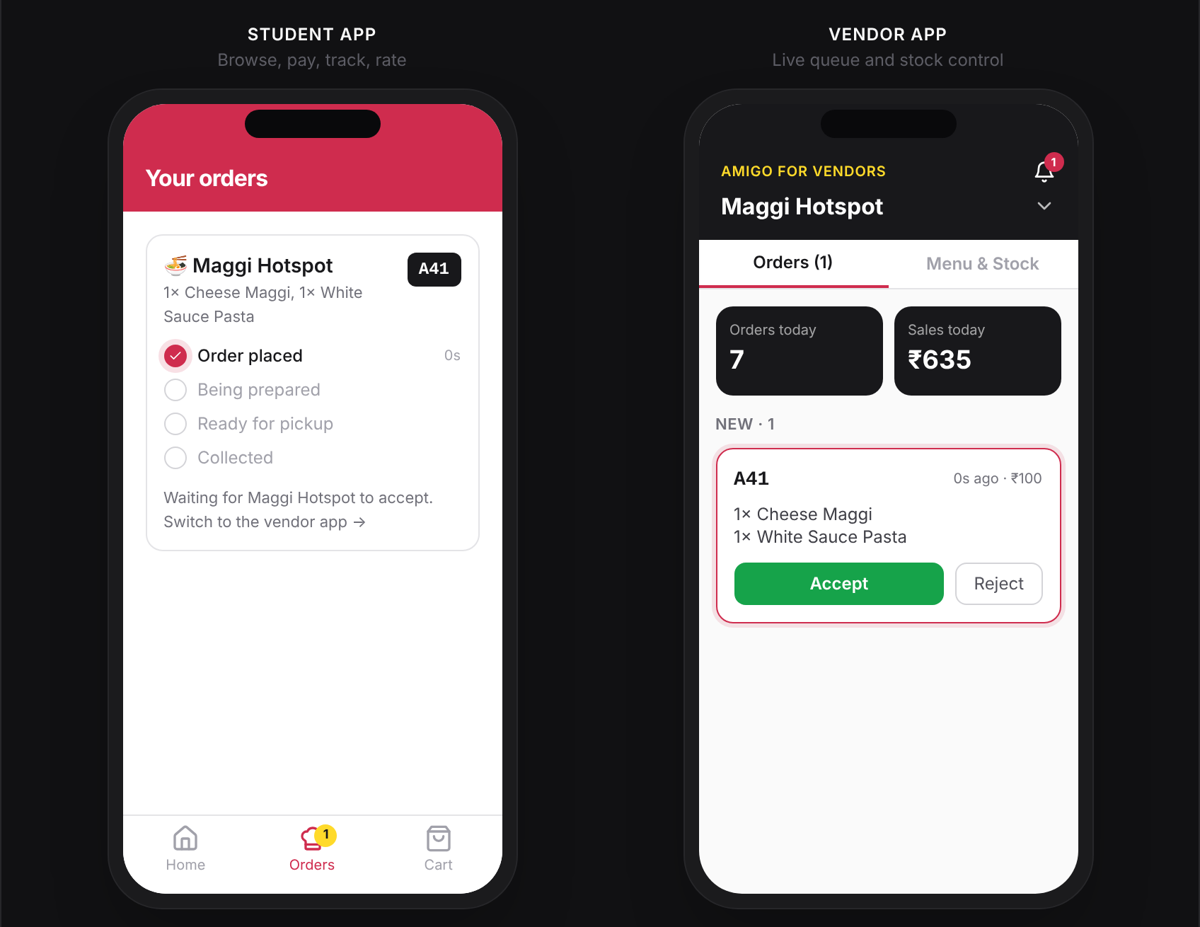 STUDENT APP
Browse, pay, track, rate
Your orders
Maggi Hotspot
A41
1× Cheese Maggi, 1× White
Sauce Pasta
Order placed
0s
Being prepared
Ready for pickup
Collected
Waiting for Maggi Hotspot to accept.
Switch to the vendor app →
Home
1
Orders
Cart
VENDOR APP
Live queue and stock control
AMIGO FOR VENDORS
1
Maggi Hotspot
Orders (1)
Menu & Stock
Orders today
7
Sales today
₹635
NEW · 1
A41
0s ago · ₹100
1× Cheese Maggi
1× White Sauce Pasta
Accept
Reject